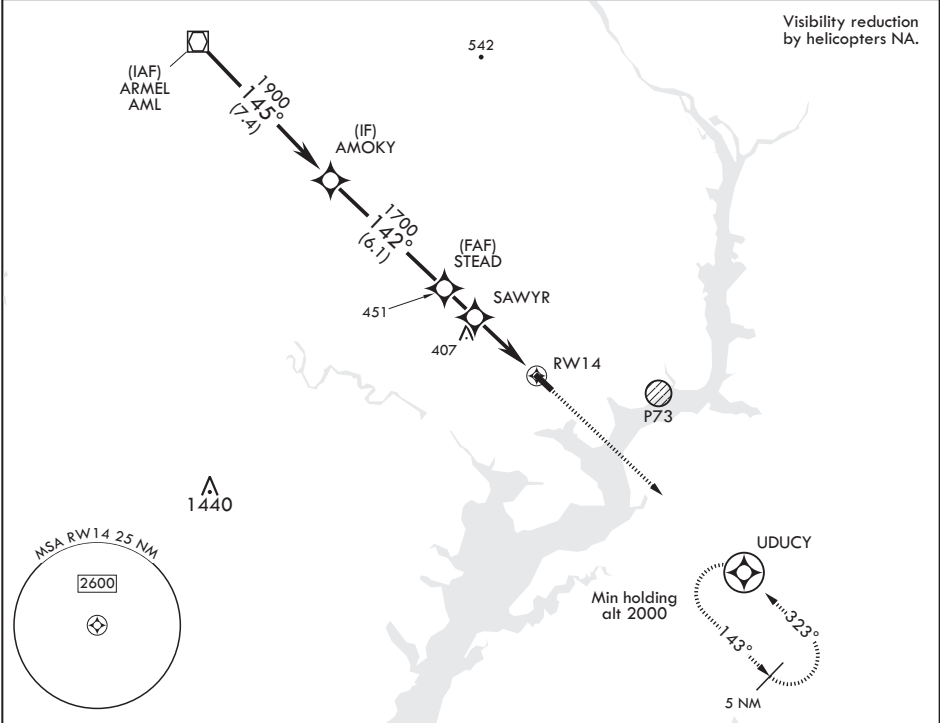 Visibility reduction
by helicopters NA.
542
(IAF)
ARMEL
AML
1900
145°
(7.4)
(IF)
AMOKY
1700
142°
(6.1)
(FAF)
STEAD
451
SAWYR
407
RW14
P73
1440
MSA RW14 25 NM
2600
UDUCY
Min holding
alt 2000
143°
323°
5 NM